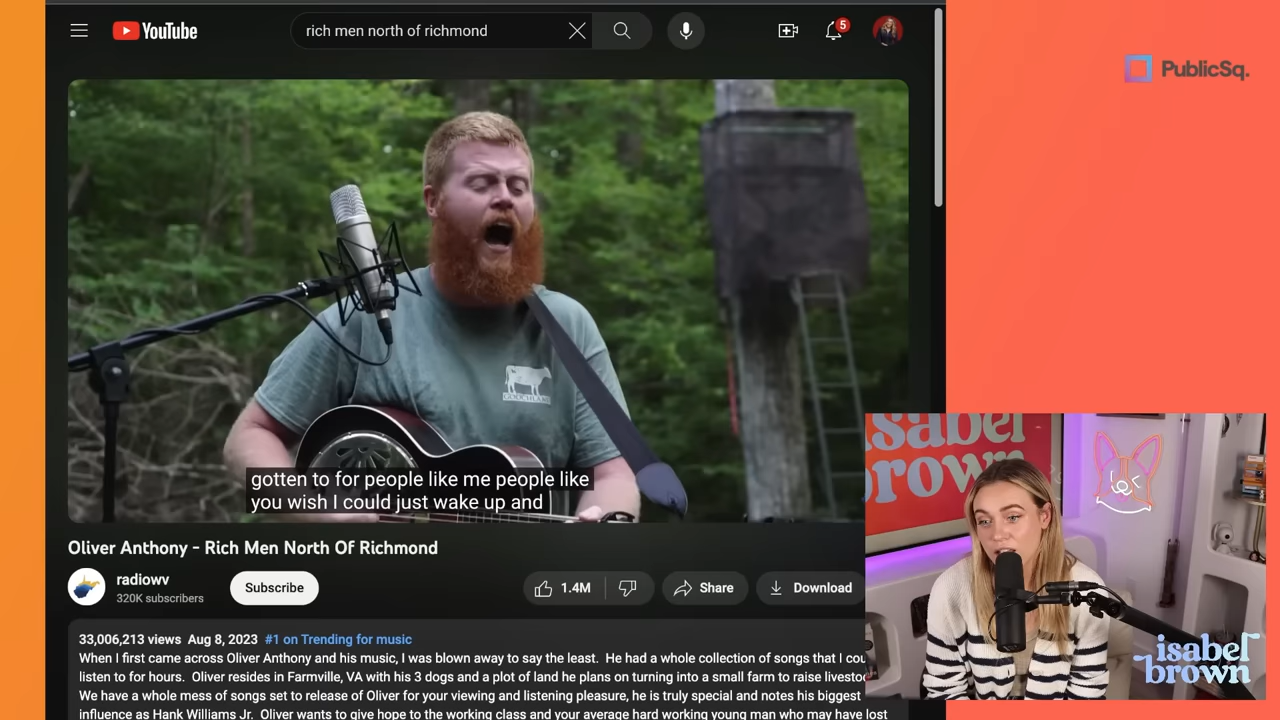 YouTube
rich men north of richmond
5
PublicSq.
gotten to for people like me people like
you wish I could just wake up and
Oliver Anthony - Rich Men North Of Richmond
radiowv
320K subscribers
Subscribe
1.4M
Share
Download
33,006,213 views Aug 8, 2023 #1 on Trending for music
When I first came across Oliver Anthony and his music, I was blown away to say the least. He had a whole collection of songs that I cou
listen to for hours. Oliver resides in Farmville, VA with his 3 dogs and a plot of land he plans on turning into a small farm to raise livestoc
We have a whole mess of songs set to release of Oliver for your viewing and listening pleasure, he is truly special and notes his biggest
influence as Hank Williams Jr. Oliver wants to give hope to the working class and your average hard working young man who may have lost
isabel
brown
isabel
brown